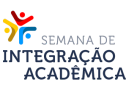 SEMANA DE
INTEGRAÇÃO
ACADÊMICA